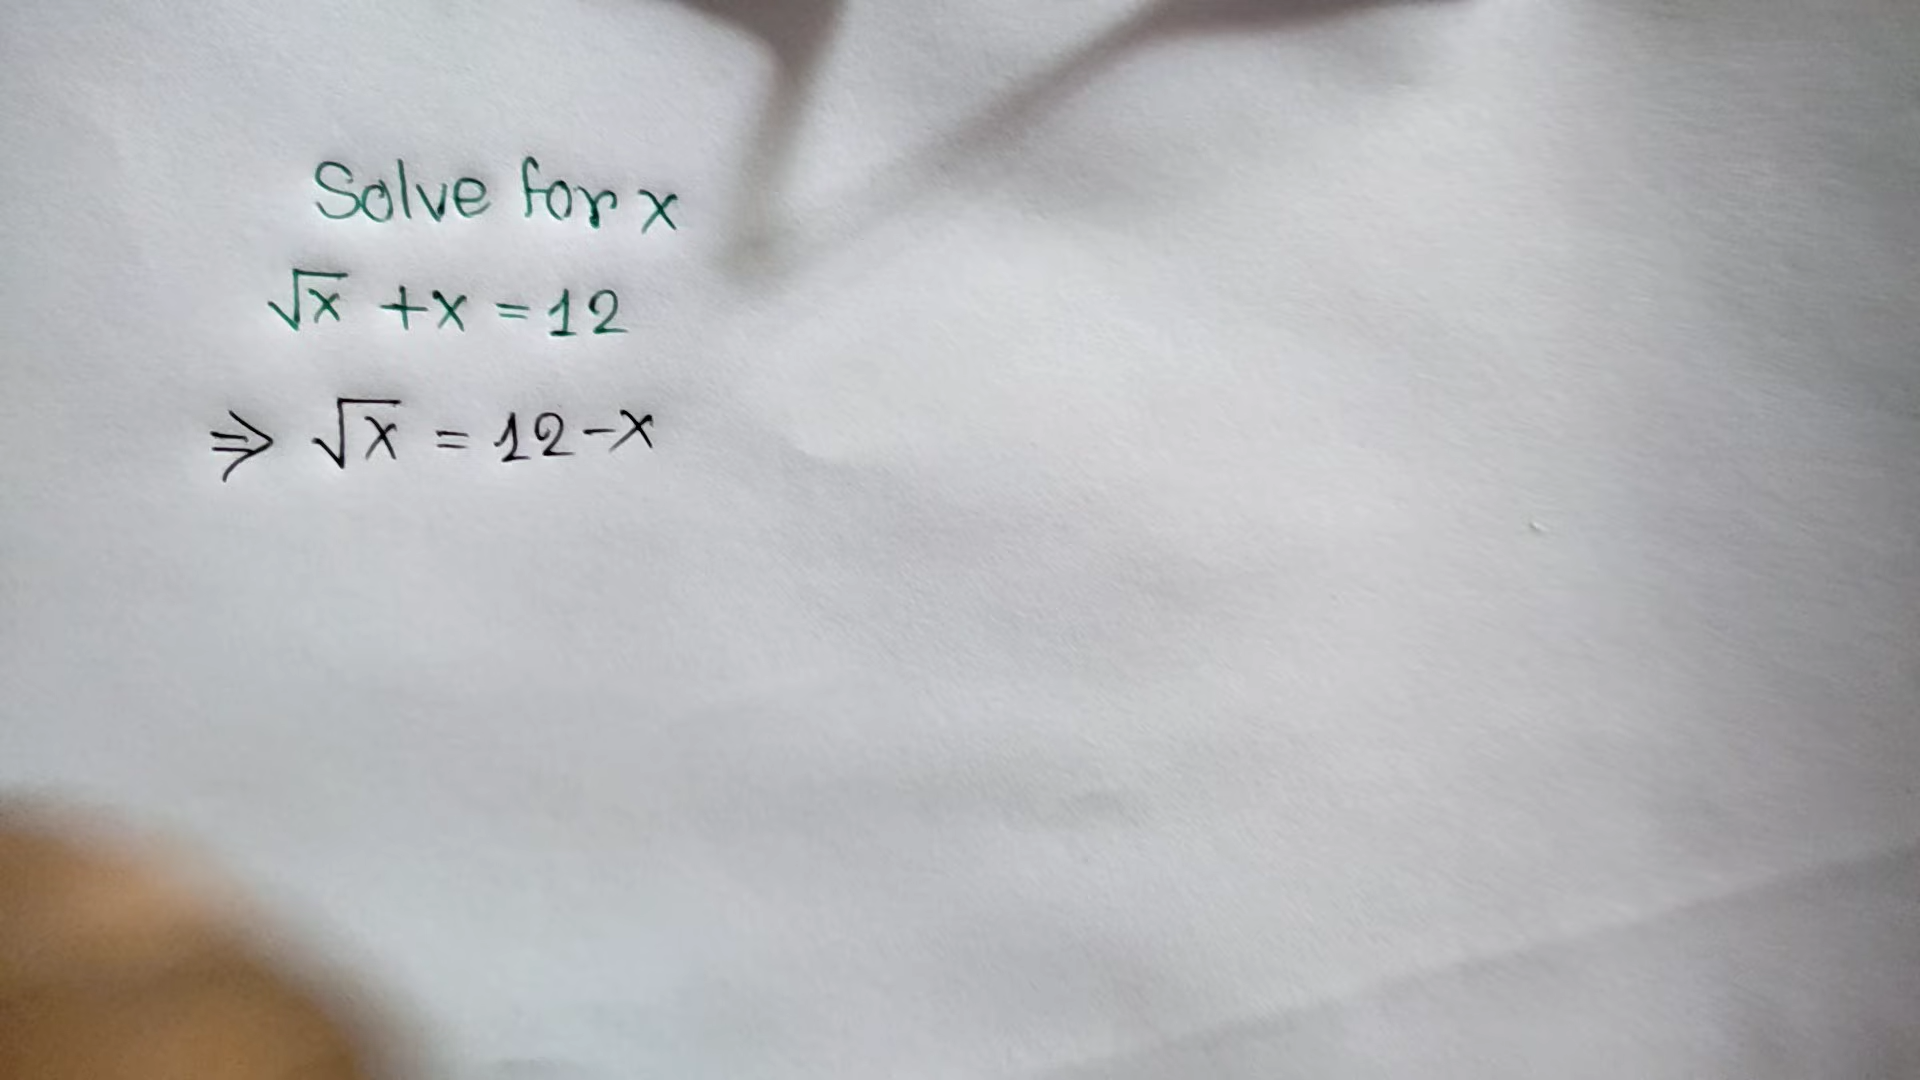 Solve for x
√x + x = 12
⇒ √x = 12 - x